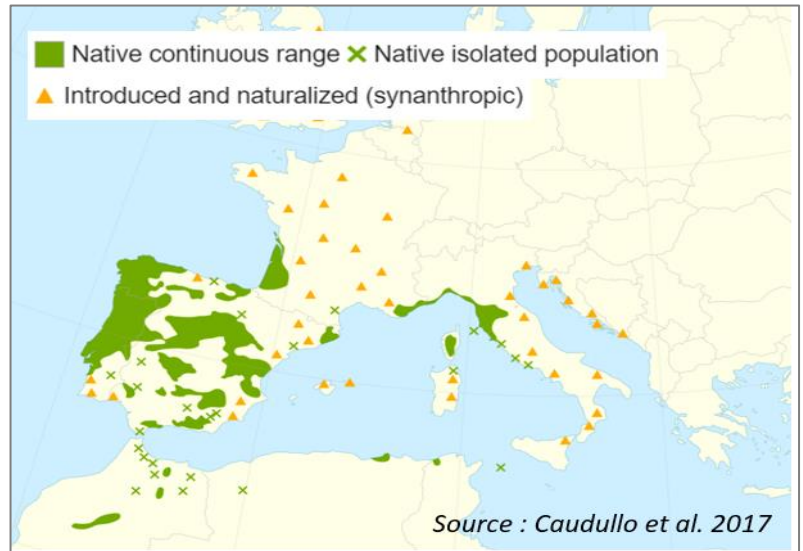 Native continuous range Native isolated population
Introduced and naturalized (synanthropic)
Source : Caudullo et al. 2017